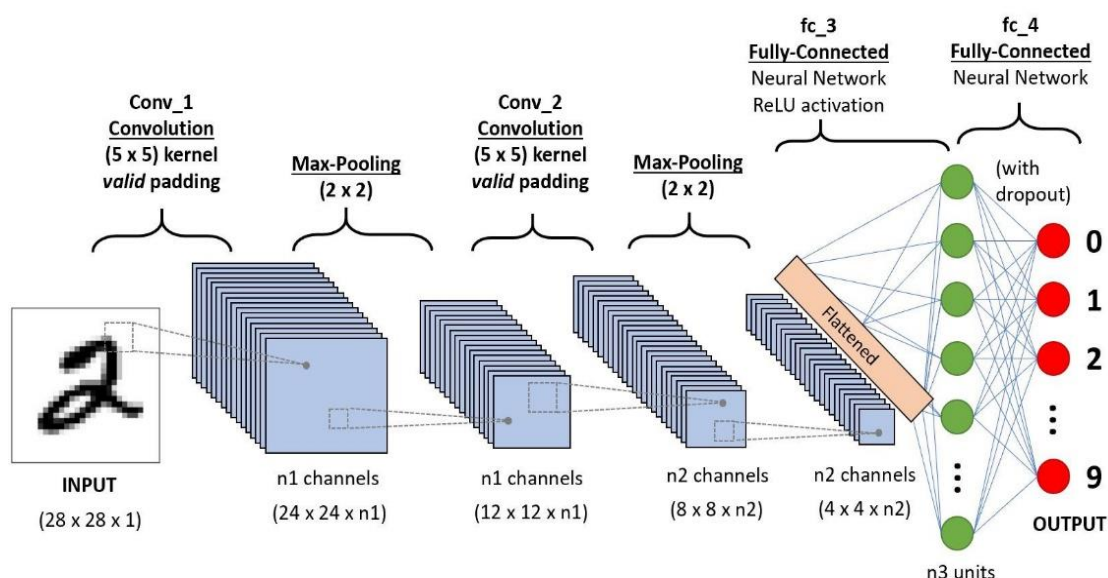 fc_3
Fully-Connected
Neural Network
ReLU activation
fc_4
Fully-Connected
Neural Network
Conv_1
Convolution
(5 x 5) kernel
valid padding
Max-Pooling
(2 x 2)
Conv_2
Convolution
(5 x 5) kernel
valid padding
Max-Pooling
(2 x 2)
(with
dropout)
Flattened
0
1
2
9
INPUT
(28 x 28 x 1)
n1 channels
(24 x 24 x n1)
n1 channels
(12 x 12 x n1)
n2 channels
(8 x 8 x n2)
n2 channels
(4 x 4 x n2)
OUTPUT
n3 units